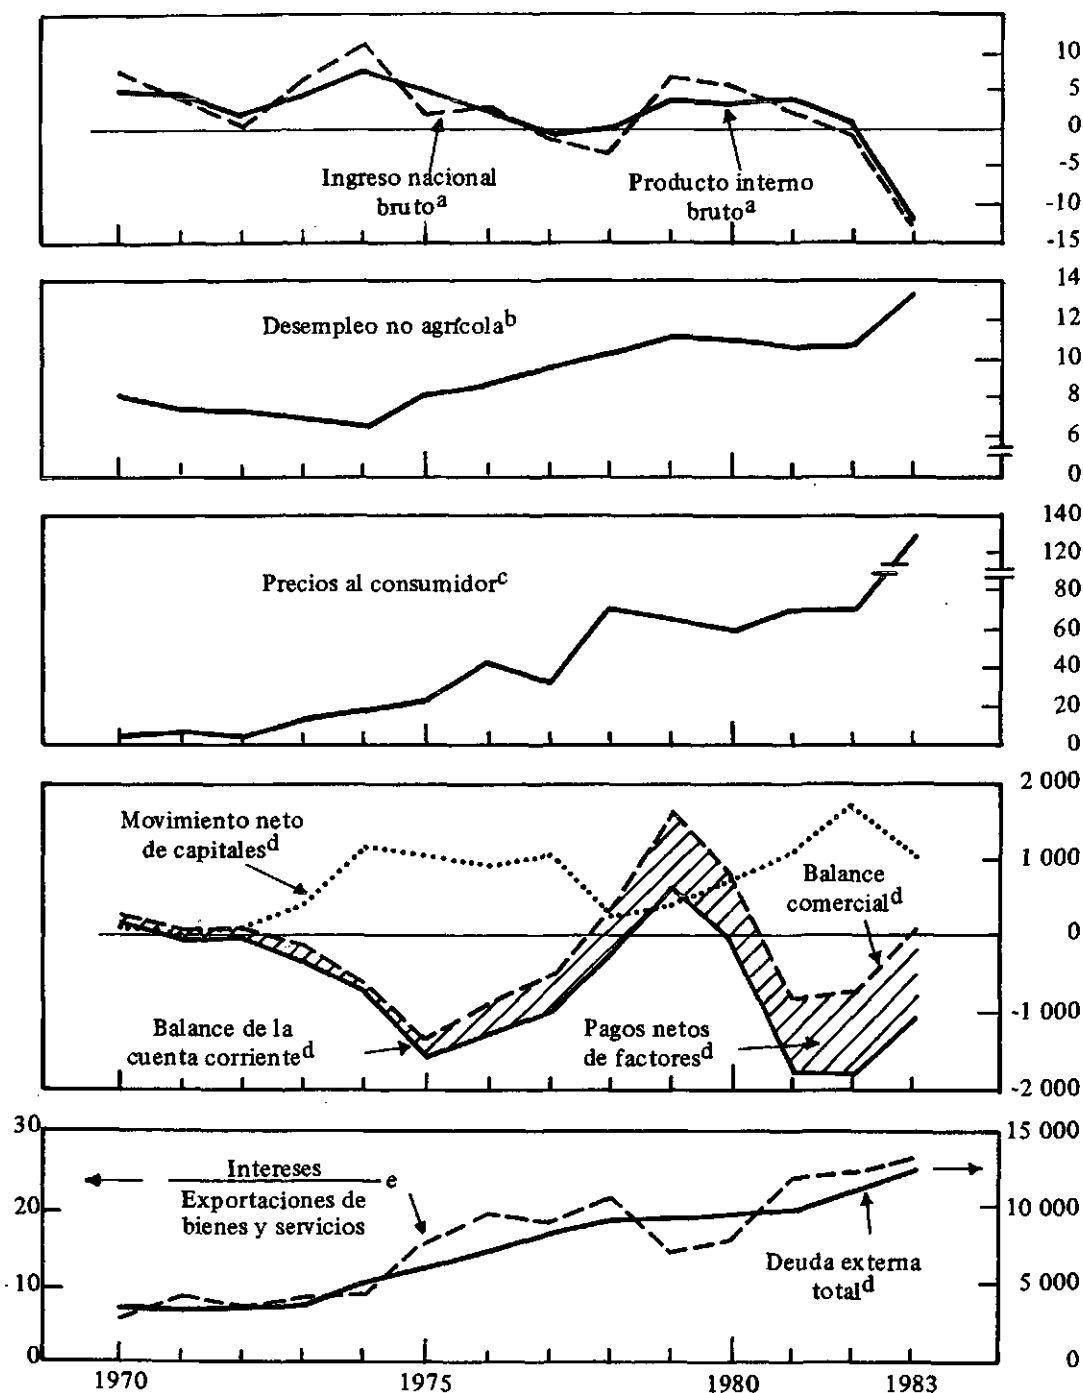 10
5
0
-5
-10
-15
Ingreso nacional
bruto^a
Producto interno
bruto^a
14
12
10
8
6
0
Desempleo no agrícola^b
140
120
80
60
40
20
0
Precios al consumidor^c
2 000
1 000
0
-1 000
-2 000
Movimiento neto
de capitales^d
Balance
comercial^d
Balance de la
cuenta corriente^d
Pagos netos
de factores^d
30
20
10
0
15 000
10 000
5 000
0
Intereses
Exportaciones de
bienes y servicios
e
Deuda externa
total^d
1970
1975
1980
1983